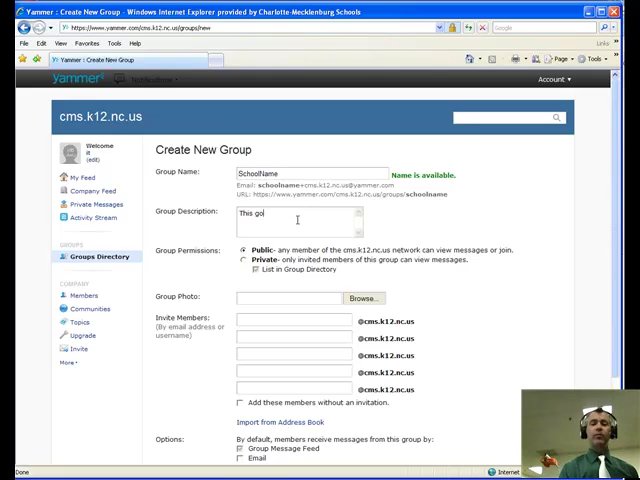 Yammer : Create New Group - Windows Internet Explorer provided by Charlotte-Mecklenburg Schools
https://www.yammer.com/cms.k12.nc.us/groups/new
Google
File Edit View Favorites Tools Help
Links
Yammer : Create New Group
Page Tools
yammer
Notifications
Account
cms.k12.nc.us
Welcome
it
(edit)
My Feed
Company Feed
Private Messages
Activity Stream
GROUPS
Groups Directory
Members
Communities
Topics
Upgrade
Invite
More
Create New Group
Group Name:
SchoolName
Name is available.
Email: schoolname+cms.k12.nc.us@yammer.com
URL: https://www.yammer.com/cms.k12.nc.us/groups/schoolname
Group Description:
This go
Group Permissions:
Public- any member of the cms.k12.nc.us network can view messages or join.
Private- only invited members of this group can view messages.
List in Group Directory
Group Photo:
Browse...
Invite Members:
(By email address or
username)
@cms.k12.nc.us
@cms.k12.nc.us
@cms.k12.nc.us
@cms.k12.nc.us
@cms.k12.nc.us
Add these members without an invitation.
Import from Address Book
Options:
By default, members receive messages from this group by:
Group Message Feed
Email
Done
Internet